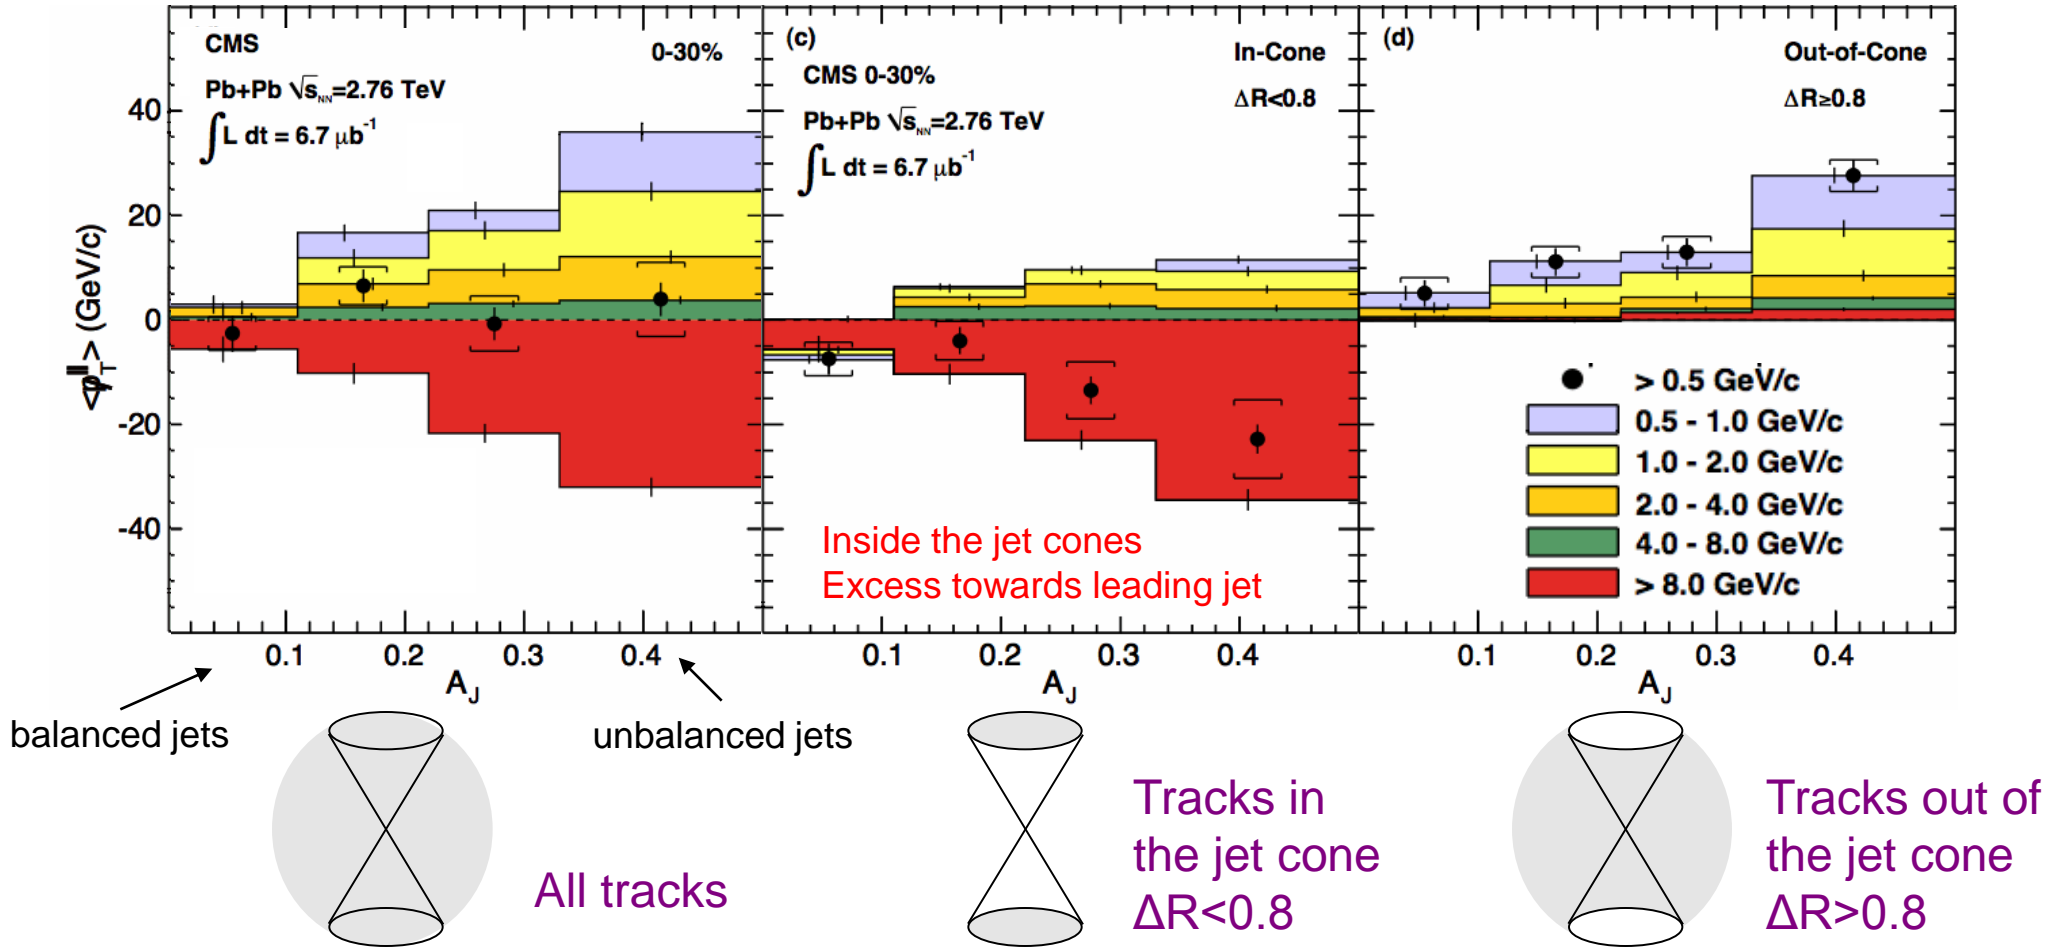 CMS
0-30%
Pb+Pb √s_NN=2.76 TeV
∫L dt = 6.7 μb⁻¹
(c)
In-Cone
CMS 0-30%
ΔR<0.8
Pb+Pb √s_NN=2.76 TeV
∫L dt = 6.7 μb⁻¹
(d)
Out-of-Cone
ΔR≥0.8
40
20
0
-20
-40
<p̸_T^∥> (GeV/c)
Inside the jet cones
Excess towards leading jet
> 0.5 GeV/c
0.5 - 1.0 GeV/c
1.0 - 2.0 GeV/c
2.0 - 4.0 GeV/c
4.0 - 8.0 GeV/c
> 8.0 GeV/c
0.1 0.2 0.3 0.4
A_J
0.1 0.2 0.3 0.4
A_J
0.1 0.2 0.3 0.4
A_J
balanced jets
unbalanced jets
All tracks
Tracks in
the jet cone
ΔR<0.8
Tracks out of
the jet cone
ΔR>0.8